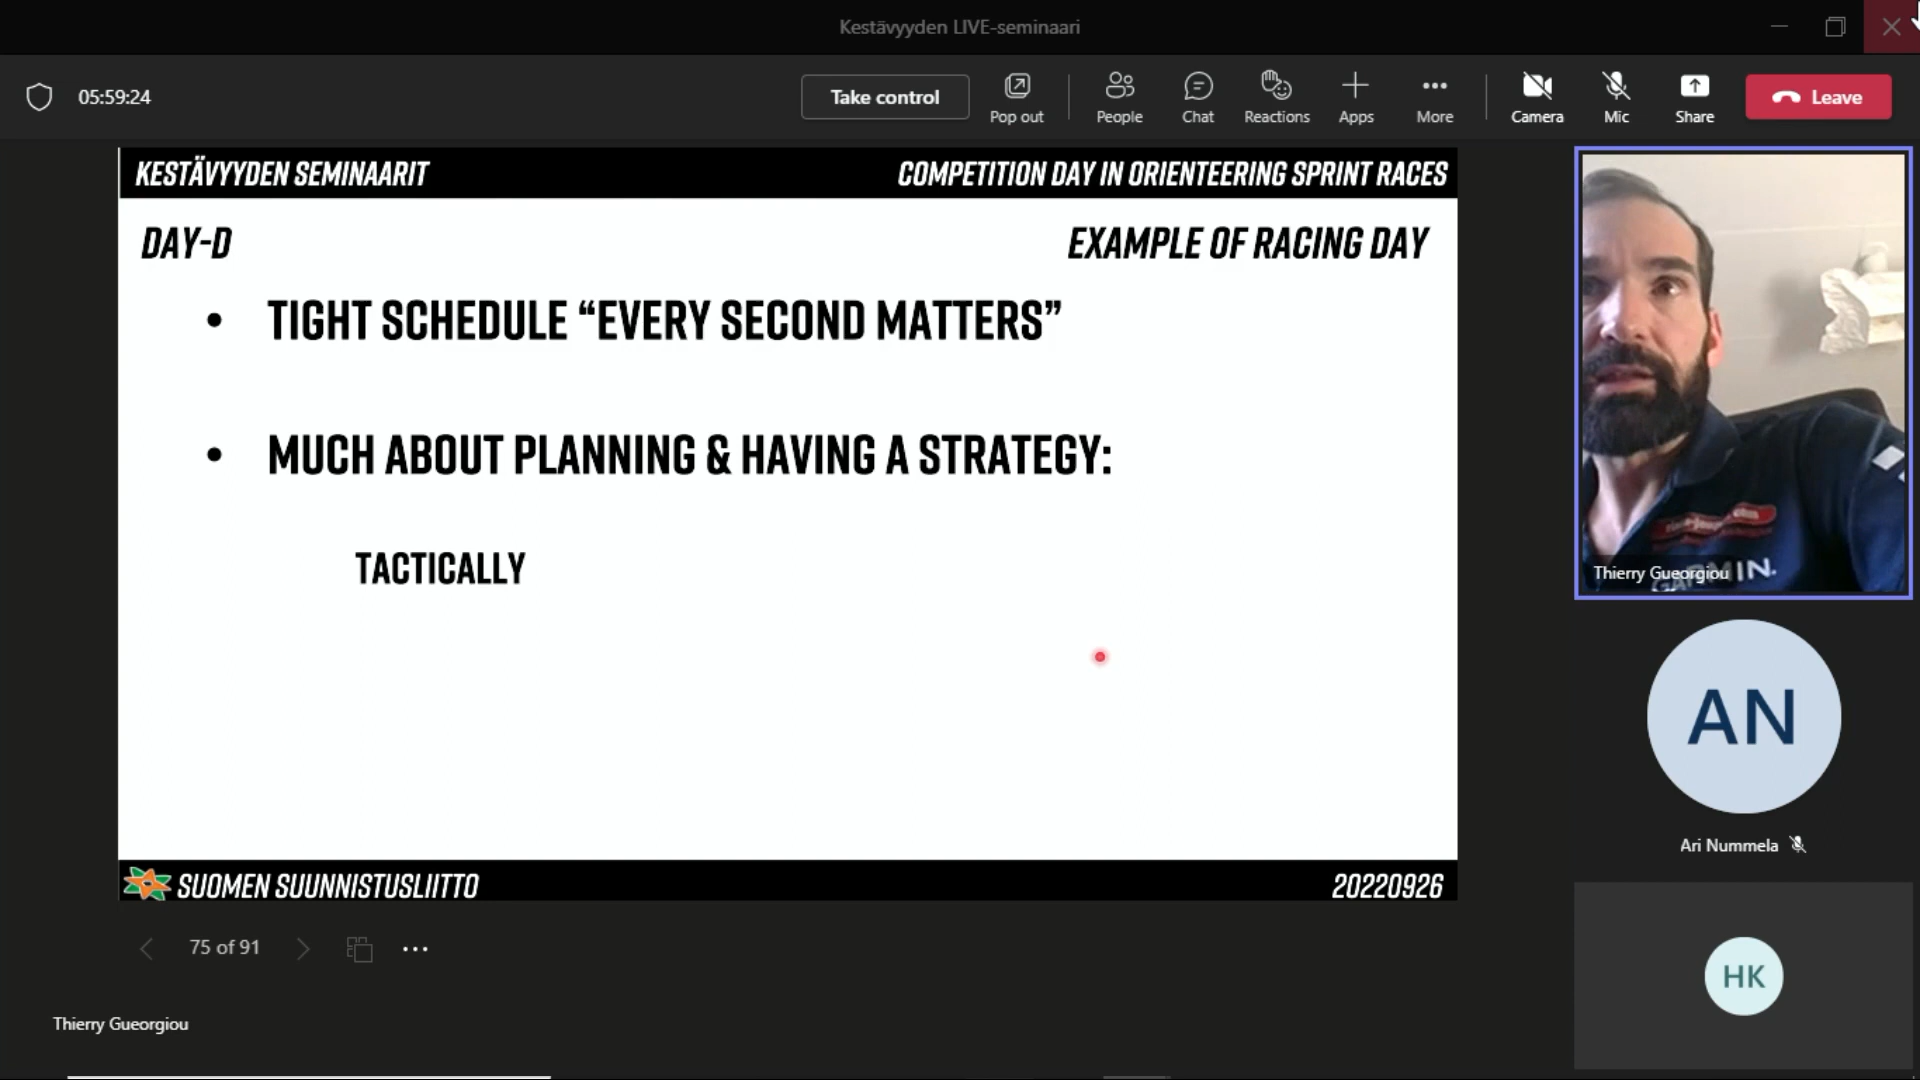 Kestävyyden LIVE-seminaari
05:59:24
Take control
Pop out
People
Chat
Reactions
Apps
More
Camera
Mic
Share
Leave
KESTÄVYYDEN SEMINAARIT
COMPETITION DAY IN ORIENTEERING SPRINT RACES
DAY-D
EXAMPLE OF RACING DAY
• TIGHT SCHEDULE “EVERY SECOND MATTERS”
• MUCH ABOUT PLANNING & HAVING A STRATEGY:
TACTICALLY
SUOMEN SUUNNISTUSLIITTO
20220926
75 of 91
Thierry Gueorgiou
GARMIN.
Thierry Gueorgiou
AN
Ari Nummela
HK